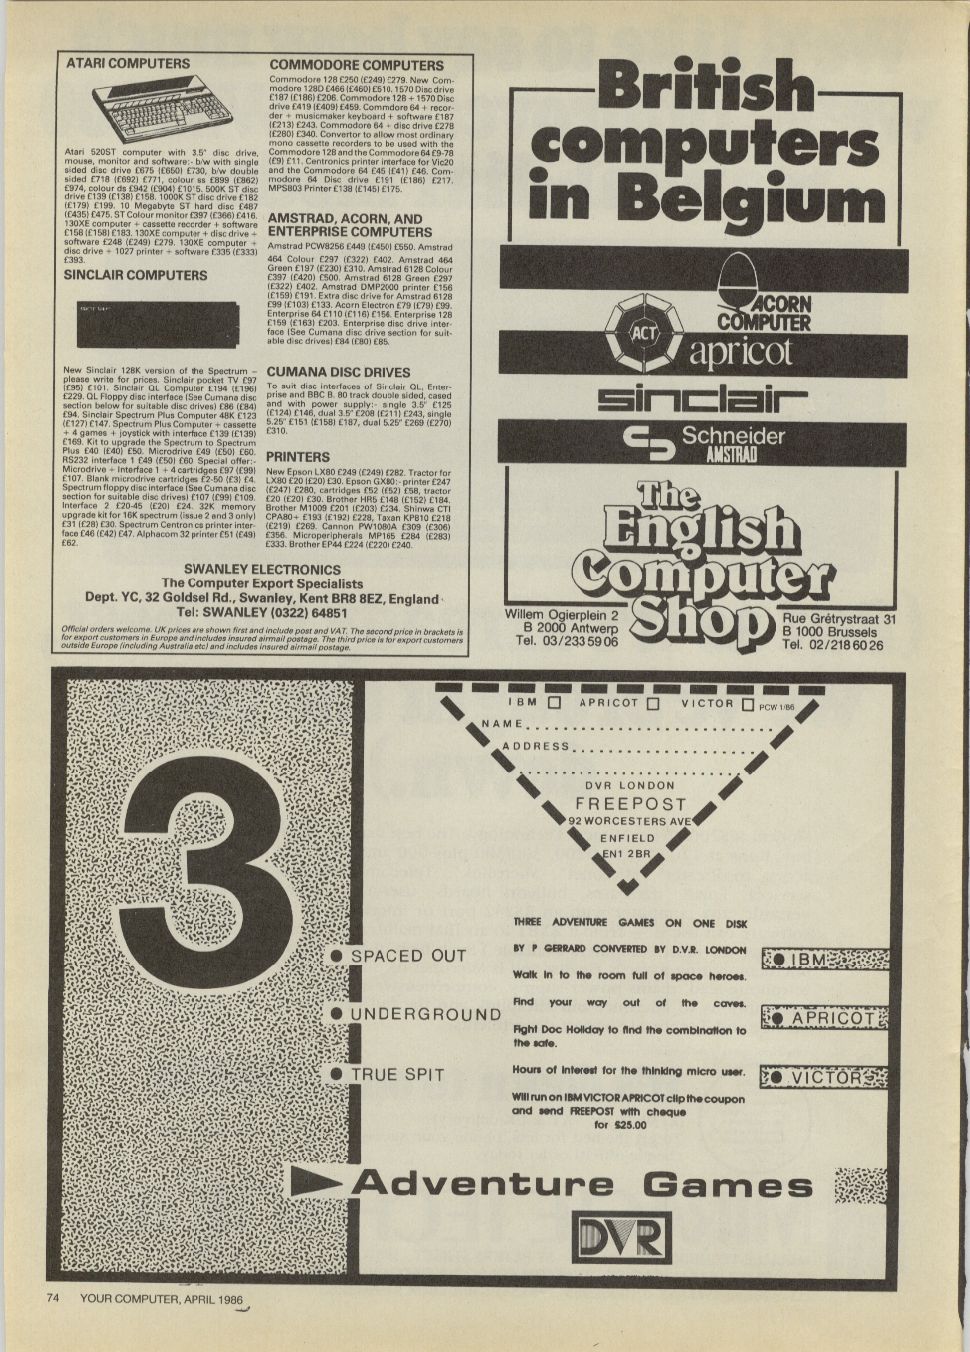 ATARI COMPUTERS
Atari 520ST computer with 3.5" disc drive,
mouse, monitor and software:- b/w with single
sided disc drive £675 (£650) £730, b/w double
sided £718 (£692) £771, colour ss £899 (£862)
£974, colour ds £942 (£904) £10'5. 500K ST disc
drive £139 (£138) £158. 1000K ST disc drive £182
(£179) £199. 10 Megabyte ST hard disc £487
(£435) £475. ST Colour monitor £397 (£366) £416.
130XE computer + cassette recorder + software
£158 (£158) £183. 130XE computer + disc drive +
software £248 (£249) £279. 130XE computer +
disc drive + 1027 printer + software £335 (£333)
£393.
SINCLAIR COMPUTERS
New Sinclair 128K version of the Spectrum –
please write for prices. Sinclair pocket TV £97
(£95) £101. Sinclair QL Computer £194 (£196)
£229. QL Floppy disc interface (See Cumana disc
section below for suitable disc drives) £86 (£84)
£94. Sinclair Spectrum Plus Computer 48K £123
(£127) £147. Spectrum Plus Computer + cassette
+ 4 games + joystick with interface £139 (£139)
£169. Kit to upgrade the Spectrum to Spectrum
Plus £40 (£40) £50. Microdrive £49 (£50) £60.
RS232 interface 1 £49 (£50) £60 Special offer:-
Microdrive + Interface 1 + 4 cartridges £97 (£99)
£107. Blank microdrive cartridges £2-50 (£3) £4.
Spectrum floppy disc interface (See Cumana disc
section for suitable disc drives) £107 (£99) £109.
Interface 2 £20-45 (£20) £24. 32K memory
upgrade kit for 16K spectrum (issue 2 and 3 only)
£31 (£28) £30. Spectrum Centronics printer inter-
face £46 (£42) £47. Alphacom 32 printer £51 (£49)
£62.
COMMODORE COMPUTERS
Commodore 128 £250 (£249) £279. New Com-
modore 128D £466 (£460) £510. 1570 Disc drive
£187 (£186) £206. Commodore 128 + 1570 Disc
drive £419 (£409) £459. Commodore 64 + recor-
der + musicmaker keyboard + software £187
(£213) £243. Commodore 64 + disc drive £278
(£280) £340. Convertor to allow most ordinary
mono cassette recorders to be used with the
Commodore 128 and the Commodore 64 £9-78
(£9) £11. Centronics printer interface for Vic20
and the Commodore 64 £45 (£41) £46. Com-
modore 64 Disc drive £191 (£186) £217.
MPS803 Printer £138 (£145) £175.
AMSTRAD, ACORN, AND
ENTERPRISE COMPUTERS
Amstrad PCW8256 £449 (£450) £550. Amstrad
464 Colour £297 (£322) £402. Amstrad 464
Green £197 (£230) £310. Amstrad 6128 Colour
£397 (£420) £500. Amstrad 6128 Green £297
(£322) £402. Amstrad DMP2000 printer £156
(£159) £191. Extra disc drive for Amstrad 6128
£99 (£103) £133. Acorn Electron £79 (£79) £99.
Enterprise 64 £110 (£116) £156. Enterprise 128
£159 (£163) £203. Enterprise disc drive inter-
face (See Cumana disc drive section for suit-
able disc drives) £84 (£80) £85.
CUMANA DISC DRIVES
To suit disc interfaces of Sinclair QL, Enter-
prise and BBC B. 80 track double sided, cased
and with power supply:- single 3.5" £125
(£124) £146, dual 3.5" £208 (£211) £243, single
5.25" £151 (£158) £187, dual 5.25" £269 (£270)
£310.
PRINTERS
New Epson LX80 £249 (£249) £282. Tractor for
LX80 £20 (£20) £30. Epson GX80:- printer £247
(£247) £280, cartridges £52 (£52) £58, tractor
£20 (£20) £30. Brother HR5 £148 (£152) £184.
Brother M1009 £201 (£203) £234. Shinwa CTI
CPA80+ £193 (£192) £228, Taxan KP810 £218
(£219) £269. Cannon PW1080A £309 (£306)
£356. Microperipherals MP165 £284 (£283)
£333. Brother EP44 £224 (£220) £240.
SWANLEY ELECTRONICS
The Computer Export Specialists
Dept. YC, 32 Goldsel Rd., Swanley, Kent BR8 8EZ, England
Tel: SWANLEY (0322) 64851
Official orders welcome. UK prices are shown first and include post and VAT. The second price in brackets is
for export customers in Europe and includes insured airmail postage. The third price is for export customers
outside Europe (including Australia etc) and includes insured airmail postage.
British
computers
in Belgium
ACORN
COMPUTER
ACT
apricot
sinclair
Schneider
AMSTRAD
The
English
Computer
Shop
Willem Ogierplein 2
B 2000 Antwerp
Tel. 03/233 59 06
Rue Grétrystraat 31
B 1000 Brussels
Tel. 02/218 60 26
IBM APRICOT VICTOR PCW 1/86
NAME
ADDRESS
DVR LONDON
FREEPOST
92 WORCESTERS AVE
ENFIELD
EN1 2BR
3
SPACED OUT
UNDERGROUND
TRUE SPIT
THREE ADVENTURE GAMES ON ONE DISK
BY P GERRARD CONVERTED BY D.V.R. LONDON
Walk in to the room full of space heroes.
Find your way out of the caves.
Fight Doc Holiday to find the combination to
the safe.
Hours of interest for the thinking micro user.
Will run on IBM VICTOR APRICOT clip the coupon
and send FREEPOST with cheque
for £25.00
IBM
APRICOT
VICTOR
Adventure Games
DVR
74 YOUR COMPUTER, APRIL 1986